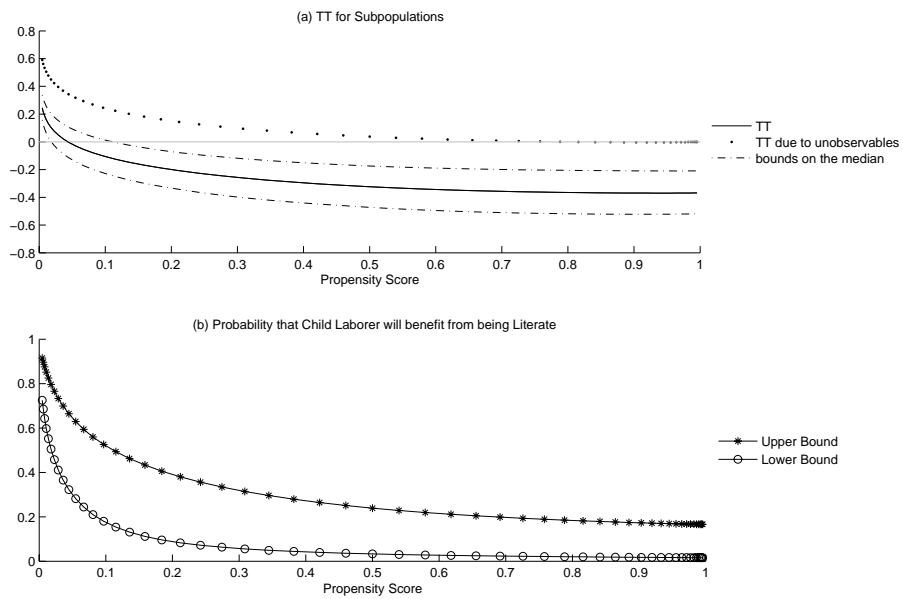 (a) TT for Subpopulations
0.8
0.6
0.4
0.2
0
−0.2
−0.4
−0.6
−0.8
0 0.1 0.2 0.3 0.4 0.5 0.6 0.7 0.8 0.9 1
Propensity Score
TT
TT due to unobservables
bounds on the median
(b) Probability that Child Laborer will benefit from being Literate
1
0.8
0.6
0.4
0.2
0
0 0.1 0.2 0.3 0.4 0.5 0.6 0.7 0.8 0.9 1
Propensity Score
Upper Bound
Lower Bound